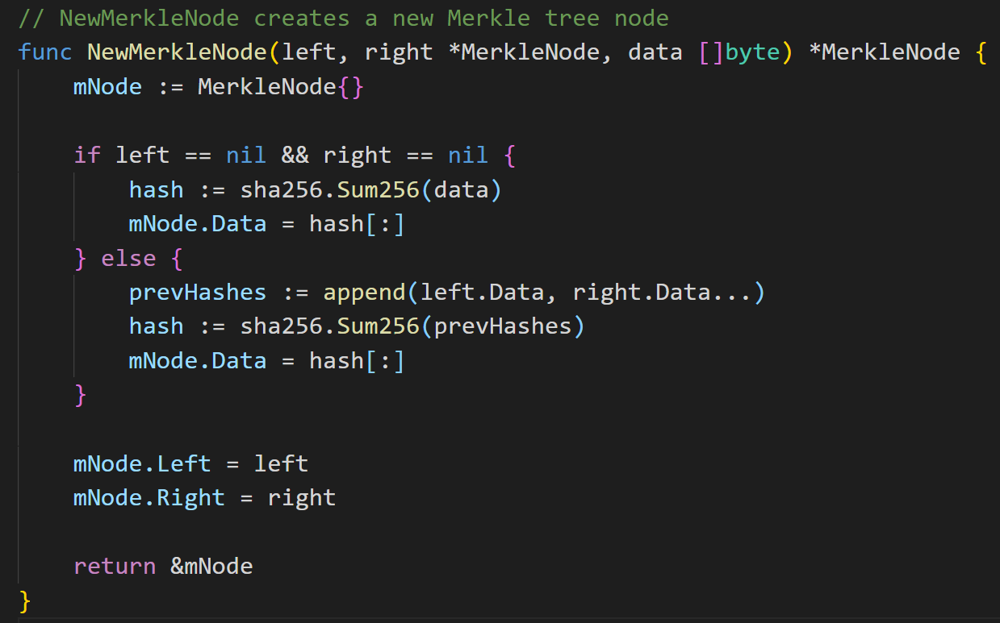 // NewMerkleNode creates a new Merkle tree node
func NewMerkleNode(left, right *MerkleNode, data []byte) *MerkleNode {
    mNode := MerkleNode{}

    if left == nil && right == nil {
        hash := sha256.Sum256(data)
        mNode.Data = hash[:]
    } else {
        prevHashes := append(left.Data, right.Data...)
        hash := sha256.Sum256(prevHashes)
        mNode.Data = hash[:]
    }

    mNode.Left = left
    mNode.Right = right

    return &mNode
}